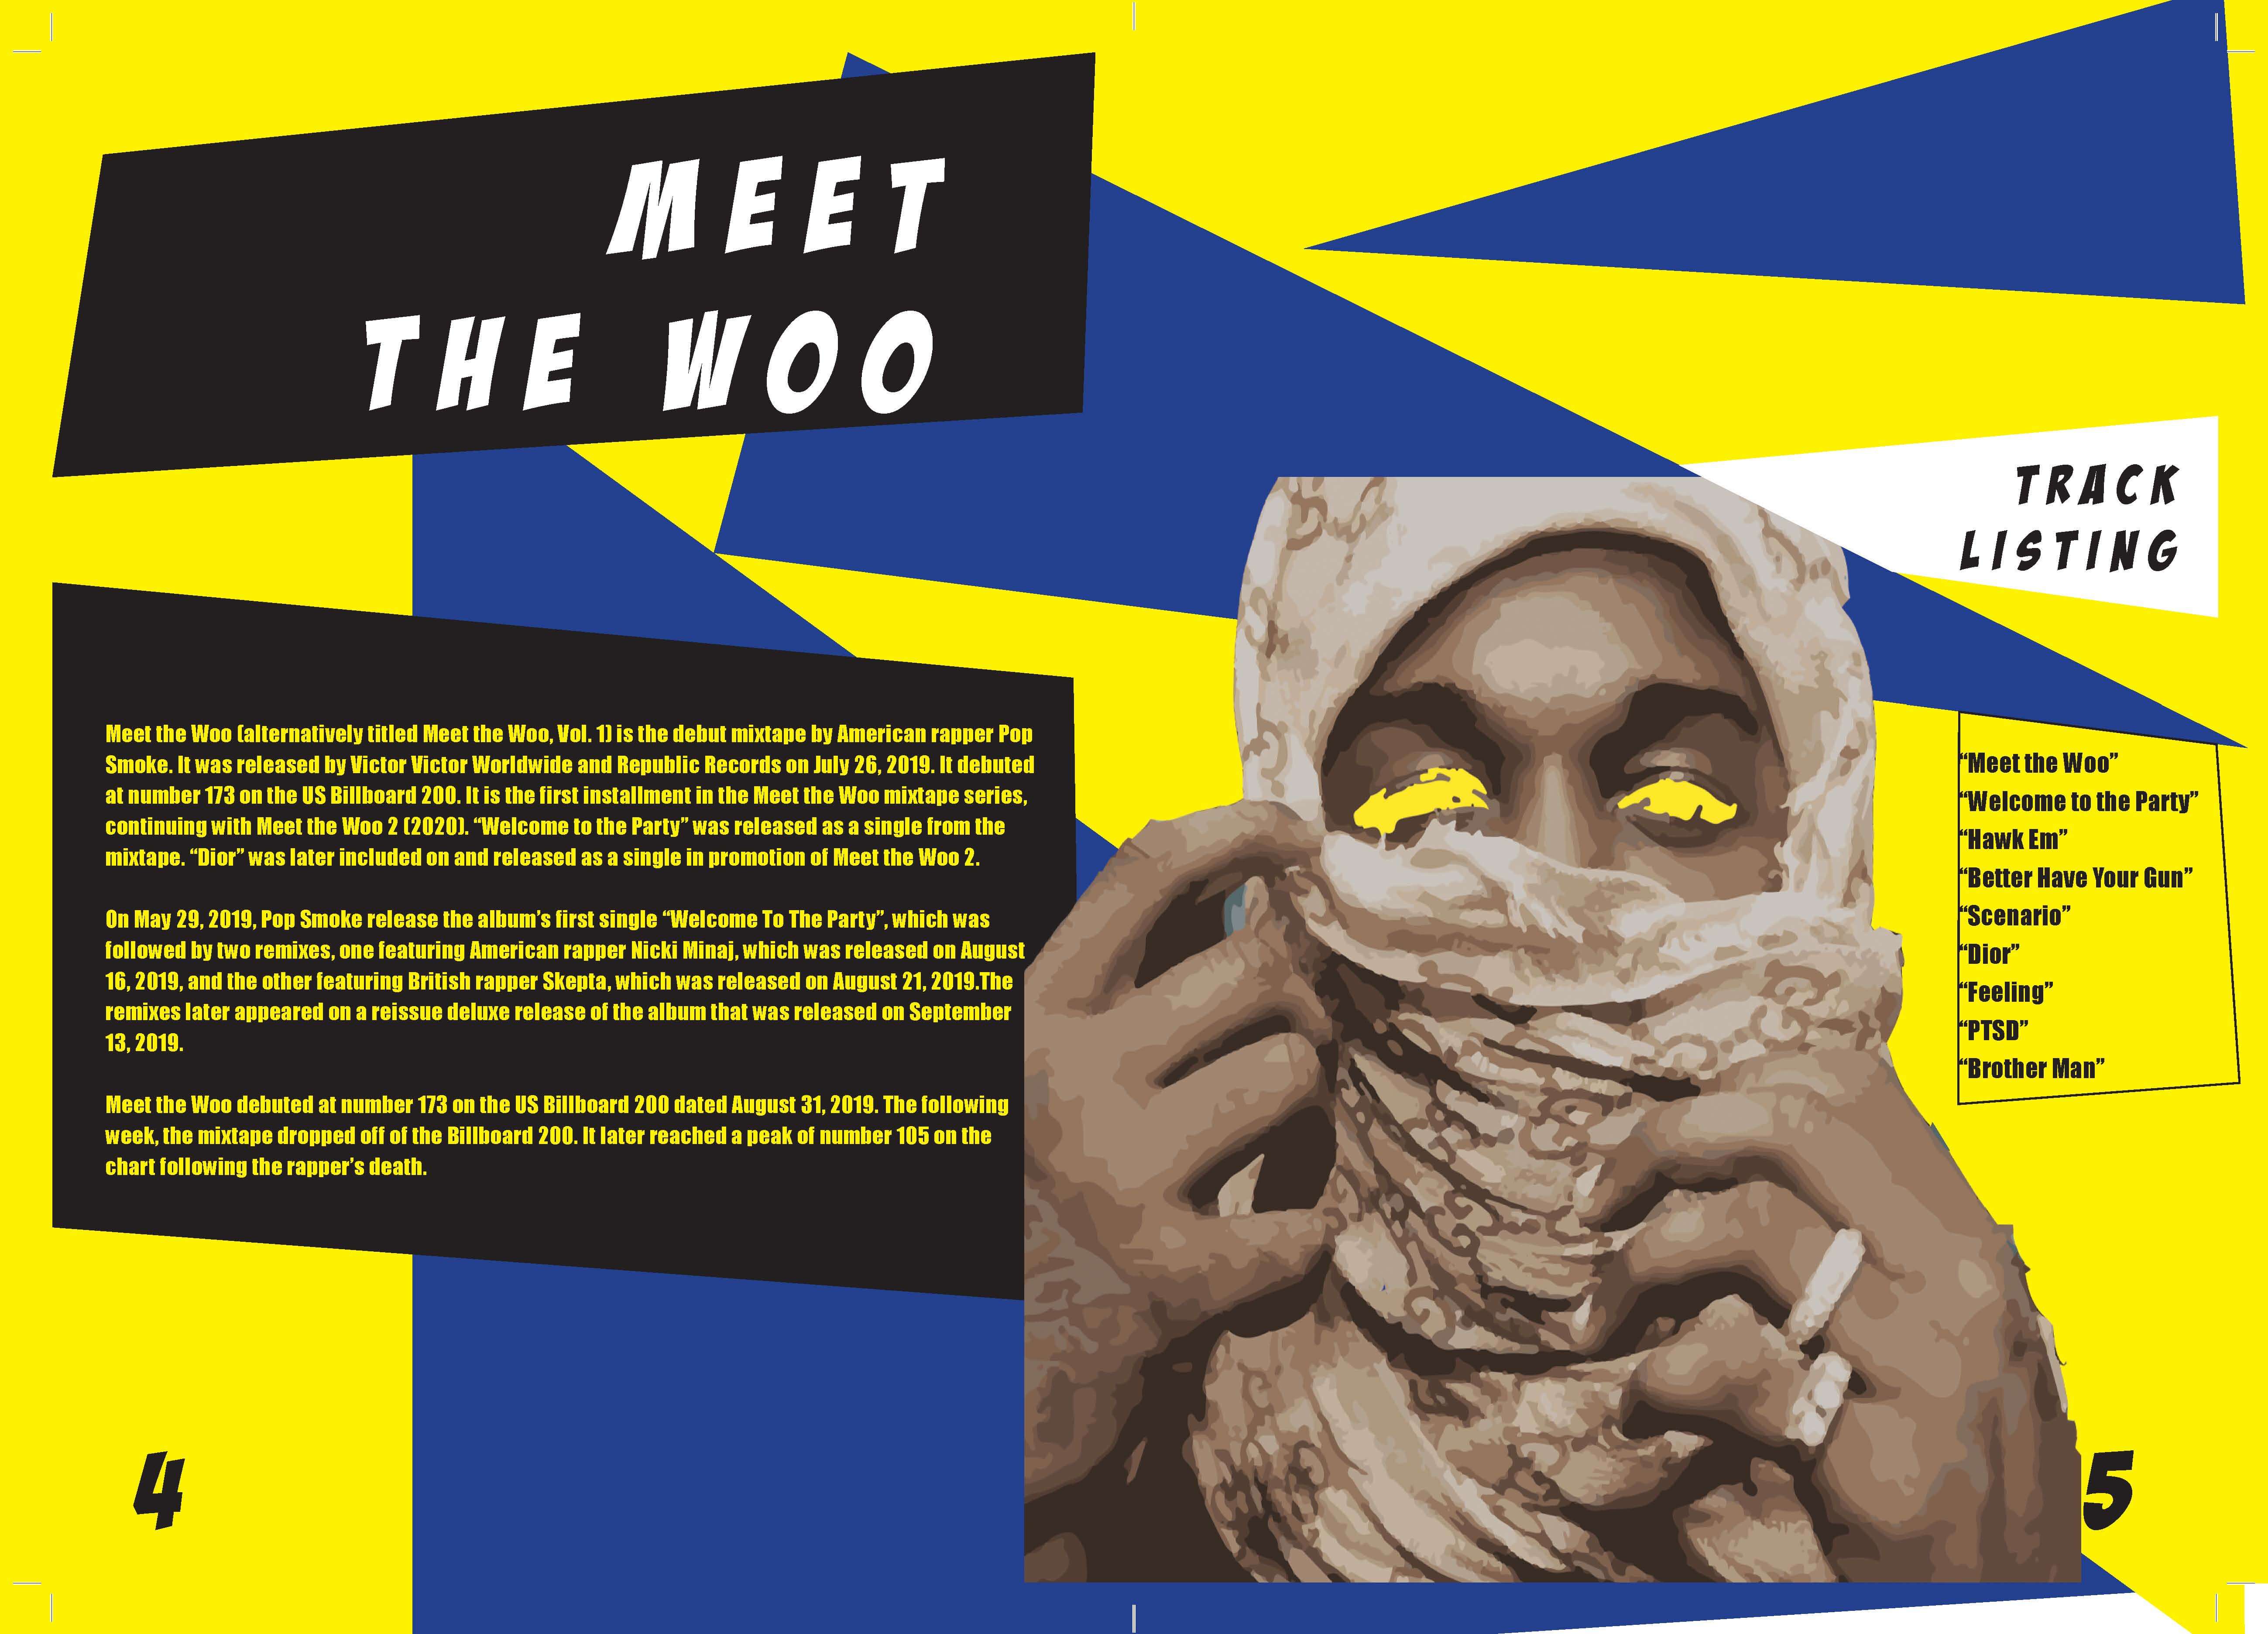 MEET
THE WOO
Meet the Woo (alternatively titled Meet the Woo, Vol. 1) is the debut mixtape by American rapper Pop
Smoke. It was released by Victor Victor Worldwide and Republic Records on July 26, 2019. It debuted
at number 173 on the US Billboard 200. It is the first installment in the Meet the Woo mixtape series,
continuing with Meet the Woo 2 (2020). “Welcome to the Party” was released as a single from the
mixtape. “Dior” was later included on and released as a single in promotion of Meet the Woo 2.
On May 29, 2019, Pop Smoke release the album’s first single “Welcome To The Party”, which was
followed by two remixes, one featuring American rapper Nicki Minaj, which was released on August
16, 2019, and the other featuring British rapper Skepta, which was released on August 21, 2019.The
remixes later appeared on a reissue deluxe release of the album that was released on September
13, 2019.
Meet the Woo debuted at number 173 on the US Billboard 200 dated August 31, 2019. The following
week, the mixtape dropped off of the Billboard 200. It later reached a peak of number 105 on the
chart following the rapper’s death.
4
TRACK
LISTING
“Meet the Woo”
“Welcome to the Party”
“Hawk Em”
“Better Have Your Gun”
“Scenario”
“Dior”
“Feeling”
“PTSD”
“Brother Man”
5